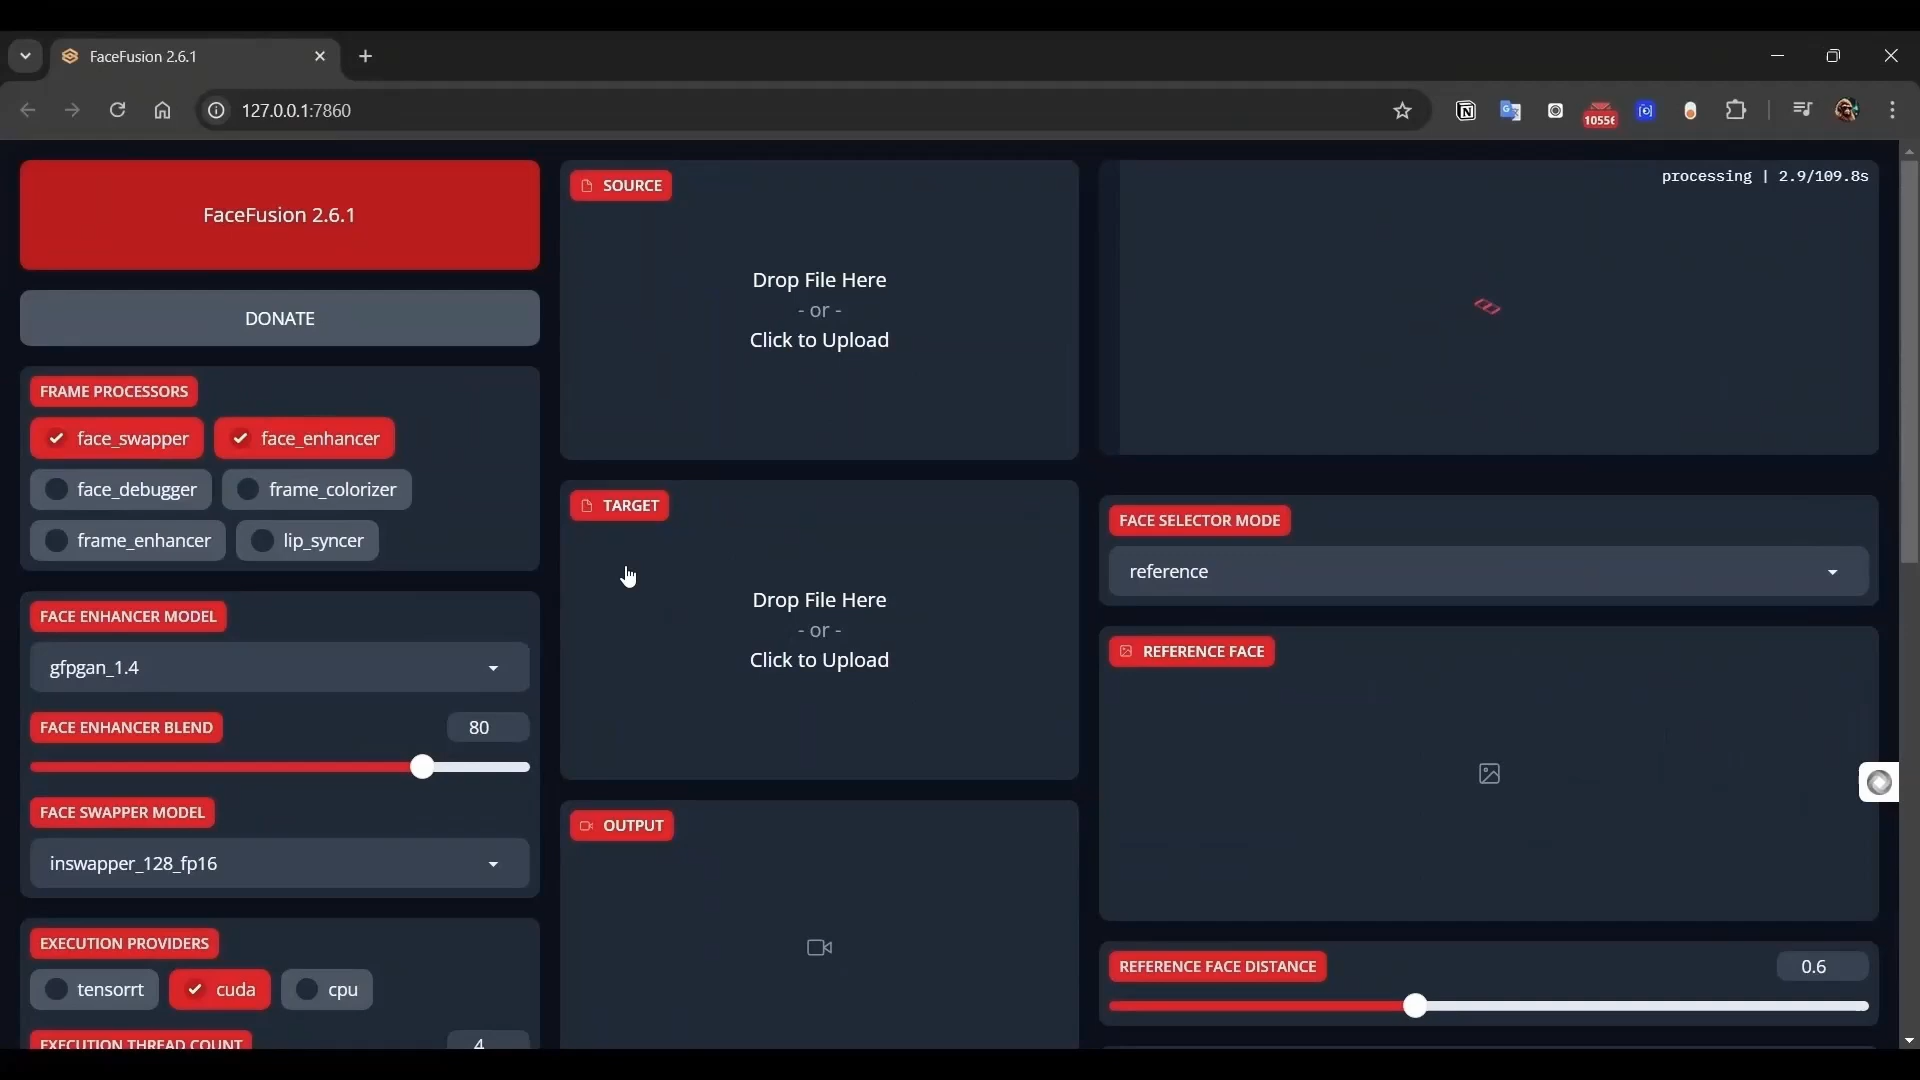 FaceFusion 2.6.1
127.0.0.1:7860
10556
FaceFusion 2.6.1
DONATE
FRAME PROCESSORS
face_swapper
face_enhancer
face_debugger
frame_colorizer
frame_enhancer
lip_syncer
FACE ENHANCER MODEL
gfpgan_1.4
FACE ENHANCER BLEND
80
FACE SWAPPER MODEL
inswapper_128_fp16
EXECUTION PROVIDERS
tensorrt
cuda
cpu
EXECUTION THREAD COUNT
4
SOURCE
Drop File Here
- or -
Click to Upload
TARGET
Drop File Here
- or -
Click to Upload
OUTPUT
processing | 2.9/109.8s
FACE SELECTOR MODE
reference
REFERENCE FACE
REFERENCE FACE DISTANCE
0.6